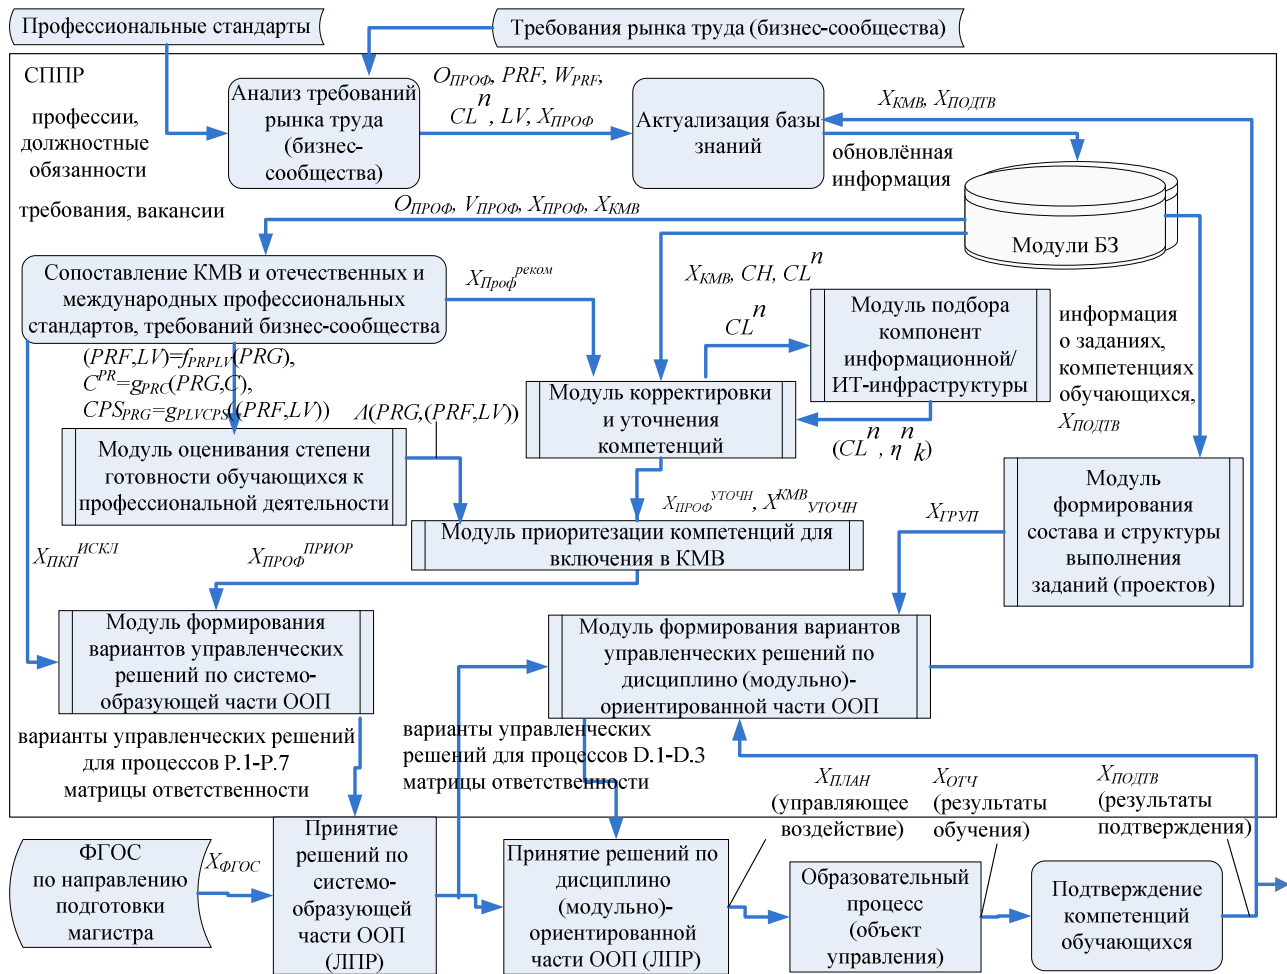 Профессиональные стандарты
Требования рынка труда (бизнес-сообщества)
СППР
профессии,
должностные
обязанности
требования, вакансии
Анализ требований
рынка труда
(бизнес-
сообщества)
O_ПРОФ, PRF, W_PRF,
CL^n, LV, X_ПРОФ
Актуализация базы
знаний
X_КМВ, X_ПОДТВ
обновлённая
информация
Модули БЗ
O_ПРОФ, V_ПРОФ, X_ПРОФ, X_КМВ
Сопоставление КМВ и отечественных и
международных профессиональных
стандартов, требований бизнес-сообщества
X_Проф^реком
X_КМВ, CH, CL^n
CL^n
Модуль подбора
компонент
информационной/
ИТ-инфраструктуры
информация
о заданиях,
компетенциях
обучающихся,
X_ПОДТВ
(PRF,LV)=f_PRPLV(PRG),
C^PR=g_PRC(PRG,C),
CPS_PRG=g_PLVCPS((PRF,LV))
Λ(PRG,(PRF,LV))
Модуль корректировки
и уточнения
компетенций
(CL^n, η^n_k)
Модуль оценивания степени
готовности обучающихся к
профессиональной деятельности
X_ПРОФ^УТОЧН, X^КМВ_УТОЧН
Модуль приоритезации компетенций для
включения в КМВ
Модуль
формирования
состава и структуры
выполнения
заданий (проектов)
X_ГРУП
X_ПКП^ИСКЛ
X_ПРОФ^ПРИОР
Модуль формирования
вариантов управленческих
решений по системо-
образующей части ООП
Модуль формирования вариантов
управленческих решений по
дисциплино (модульно)-
ориентированной части ООП
варианты управленческих решений
для процессов P.1-P.7
матрицы ответственности
варианты управленческих
решений для процессов D.1-D.3
матрицы ответственности
X_ПЛАН
(управляющее
воздействие)
X_ОТЧ
(результаты
обучения)
X_ПОДТВ
(результаты
подтверждения)
ФГОС
по направлению
подготовки
магистра
X_ФГОС
Принятие
решений по
системо-
образующей
части ООП
(ЛПР)
Принятие решений по
дисциплино
(модульно)-
ориентированной
части ООП (ЛПР)
Образовательный
процесс
(объект
управления)
Подтверждение
компетенций
обучающихся